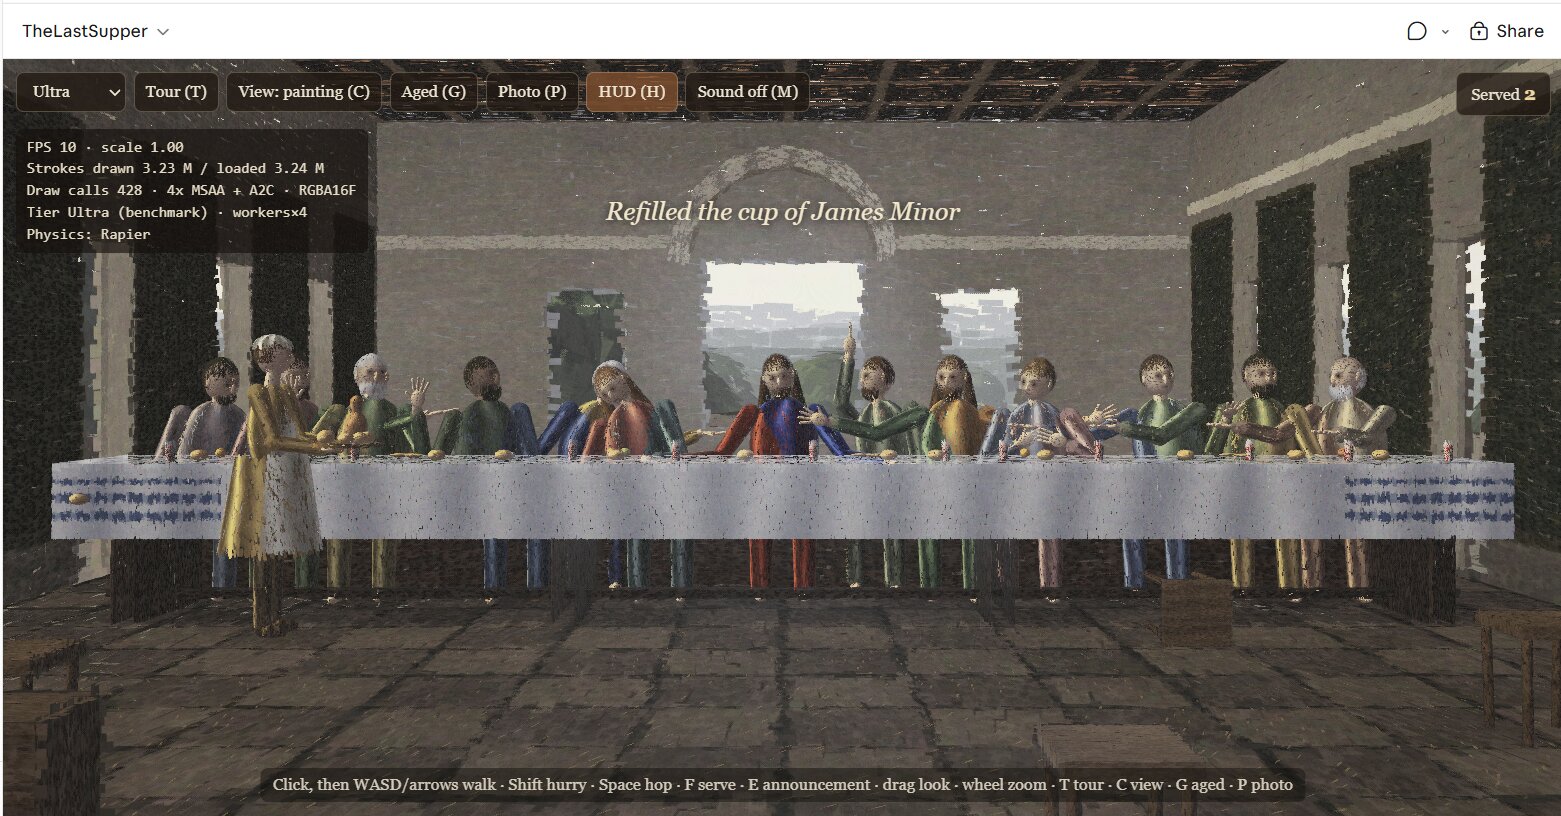 TheLastSupper
Share
Ultra
Tour (T)
View: painting (C)
Aged (G)
Photo (P)
HUD (H)
Sound off (M)
Served 2
FPS 10 · scale 1.00
Strokes drawn 3.23 M / loaded 3.24 M
Draw calls 428 · 4x MSAA + A2C · RGBA16F
Tier Ultra (benchmark) · workers×4
Physics: Rapier
Refilled the cup of James Minor
Click, then WASD/arrows walk · Shift hurry · Space hop · F serve · E announcement · drag look · wheel zoom · T tour · C view · G aged · P photo